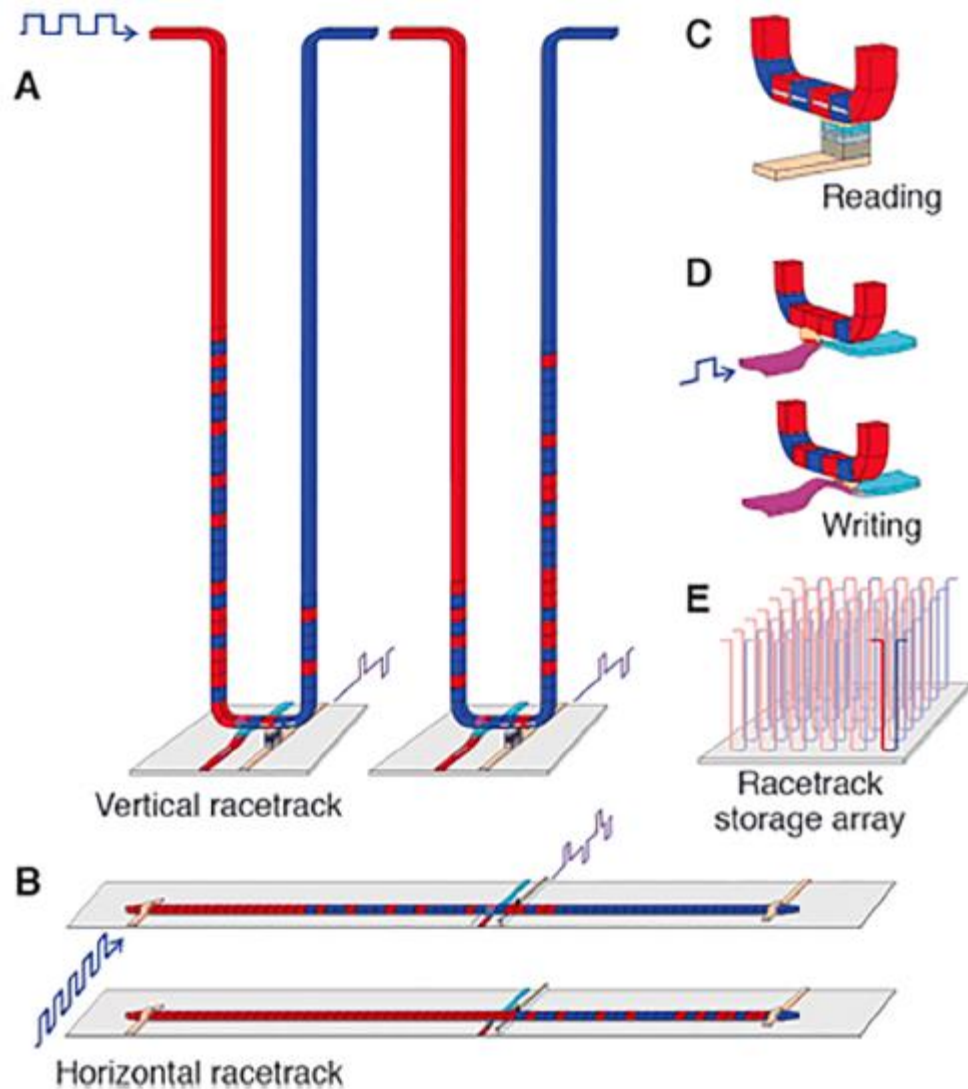 A
C
Reading
D
Writing
E
Vertical racetrack
Racetrack
storage array
B
Horizontal racetrack